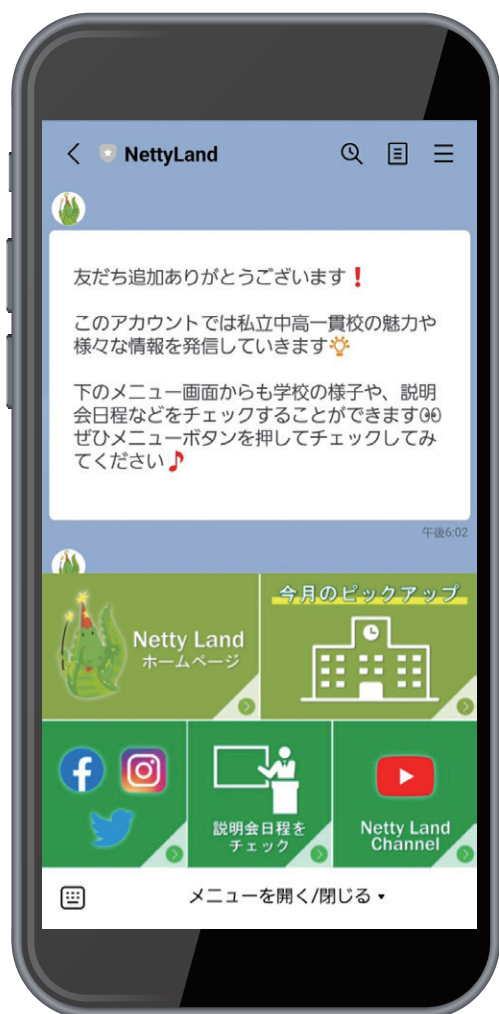 NettyLand
友だち追加ありがとうございます❗
このアカウントでは私立中高一貫校の魅力や
様々な情報を発信していきます💡
下のメニュー画面からも学校の様子や、説明
会日程などをチェックすることができます👀
ぜひメニューボタンを押してチェックしてみ
てください🎵
午後6:02
Netty Land
ホームページ
今月のピックアップ
説明会日程を
チェック
Netty Land
Channel
メニューを開く/閉じる ▾